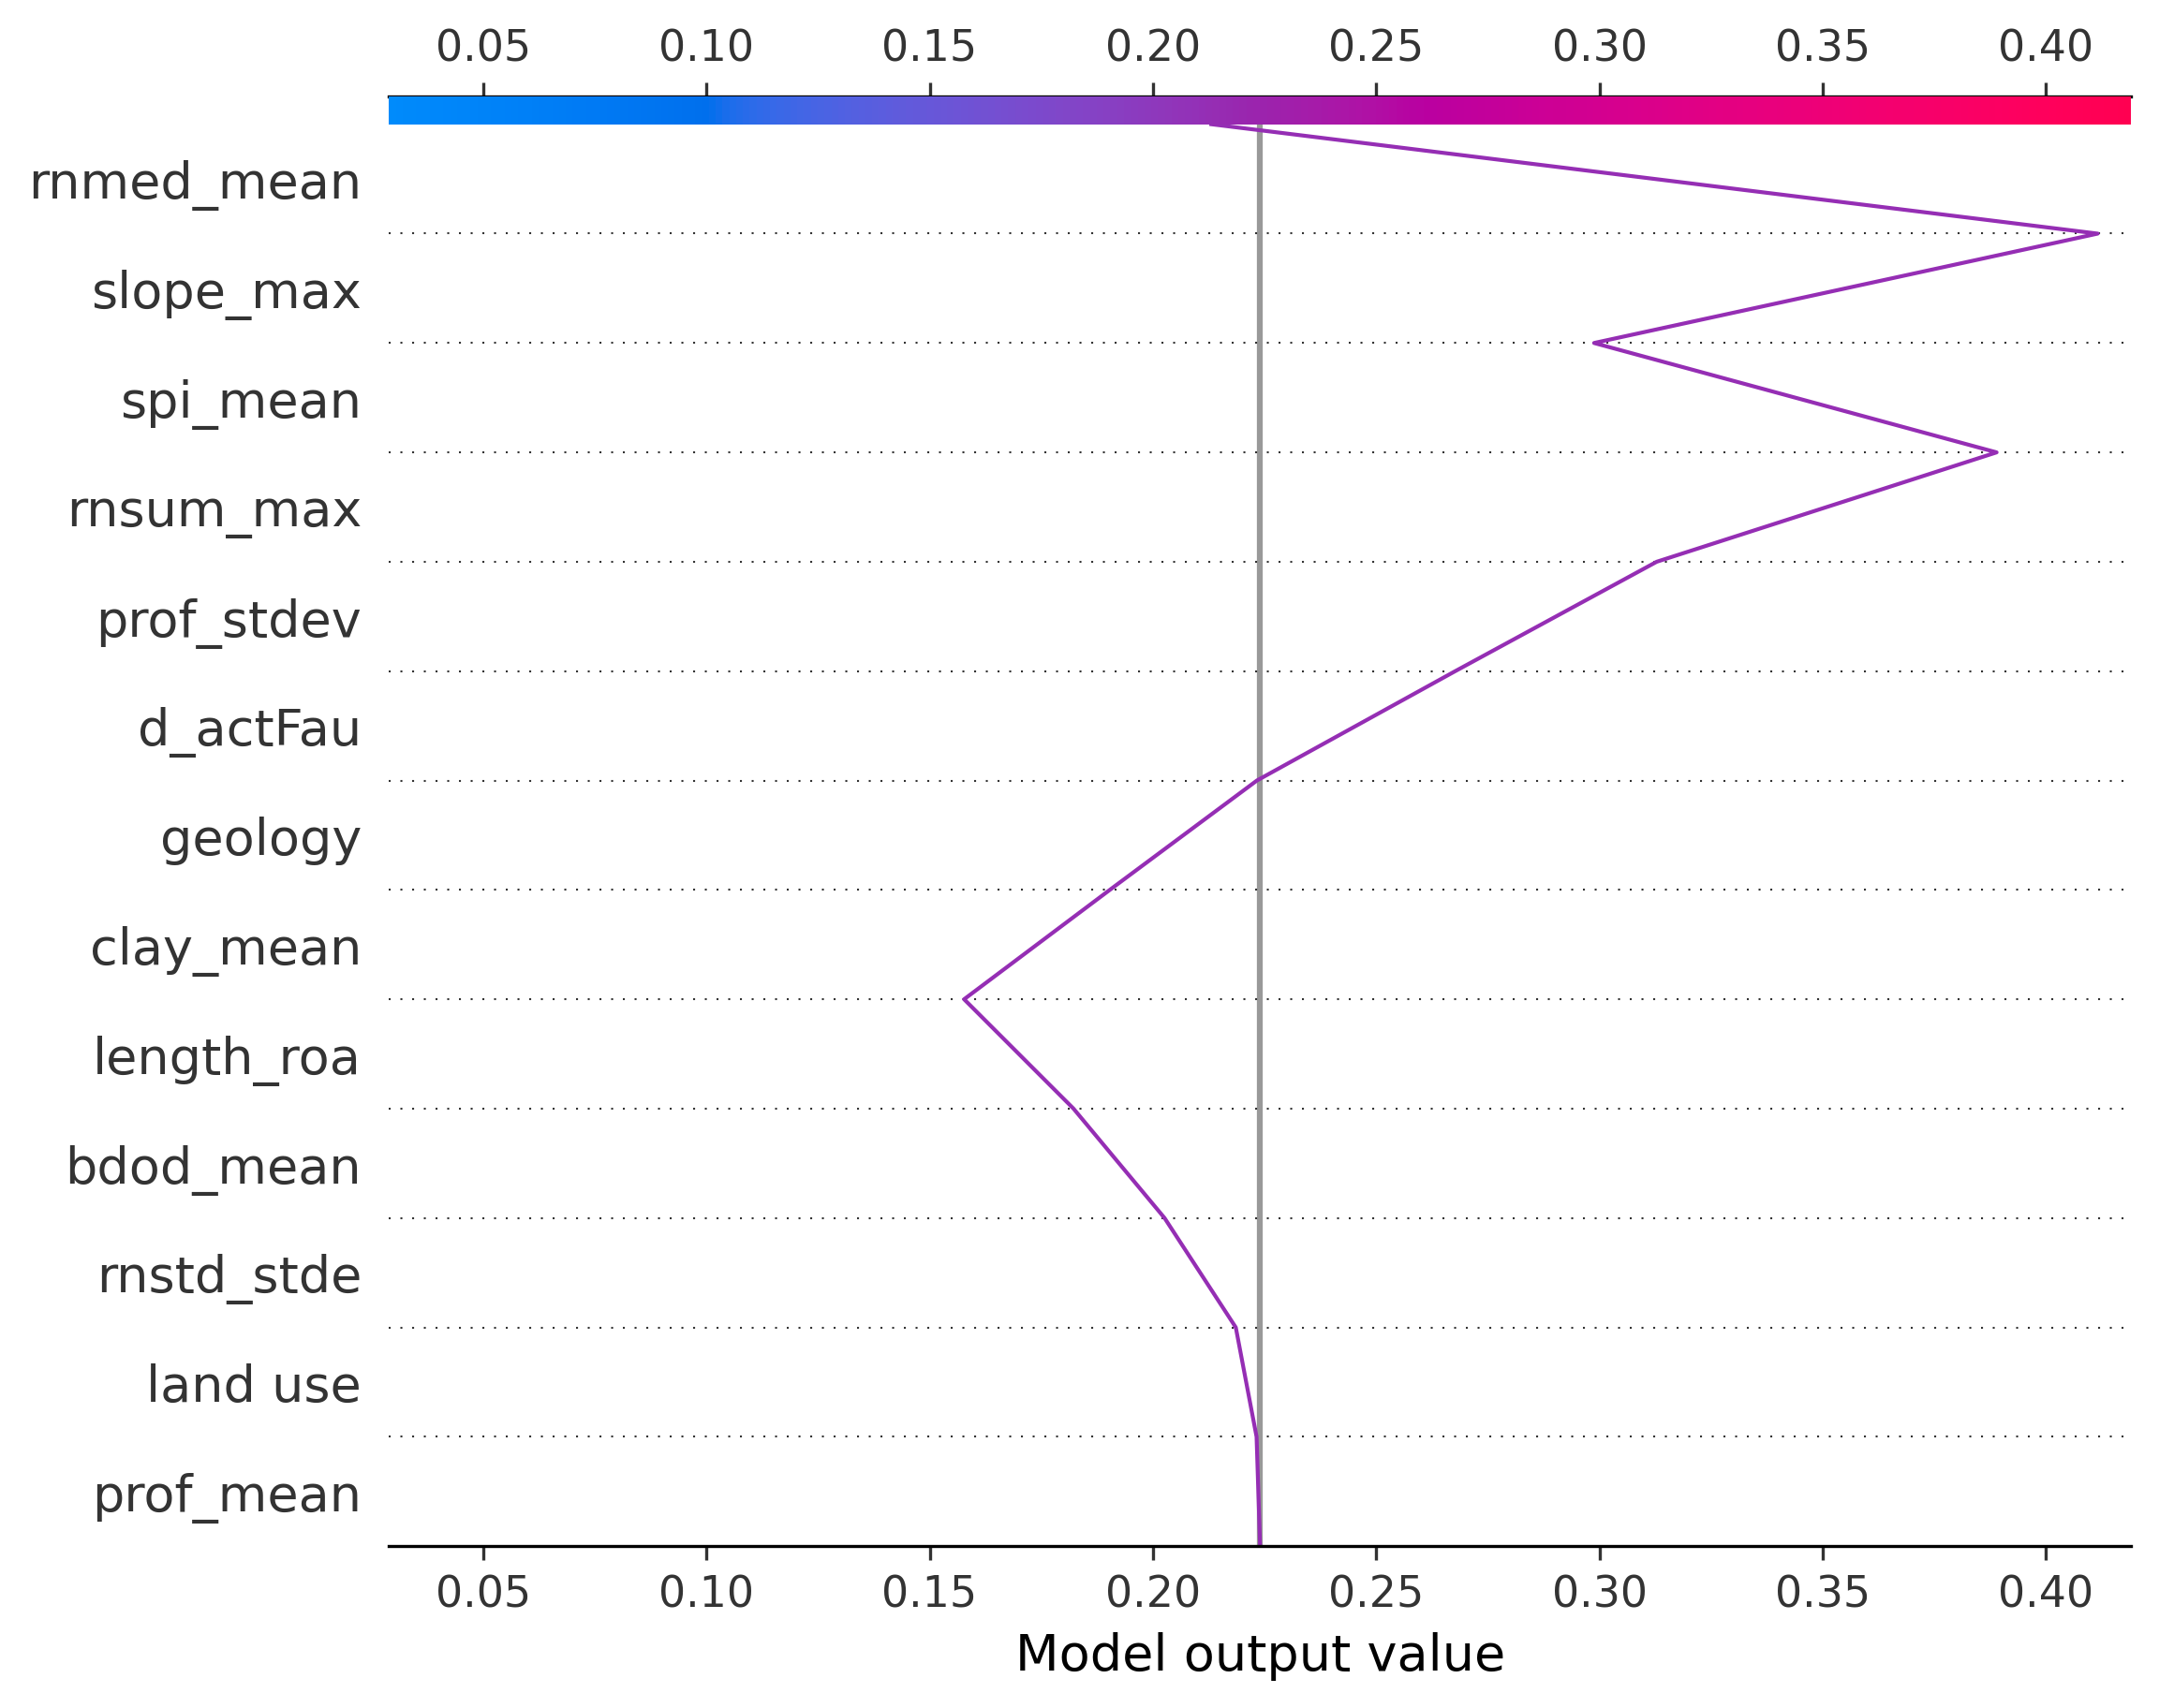 0.05 0.10 0.15 0.20 0.25 0.30 0.35 0.40
rnmed_mean
slope_max
spi_mean
rnsum_max
prof_stdev
d_actFau
geology
clay_mean
length_roa
bdod_mean
rnstd_stde
land use
prof_mean
0.05 0.10 0.15 0.20 0.25 0.30 0.35 0.40
Model output value